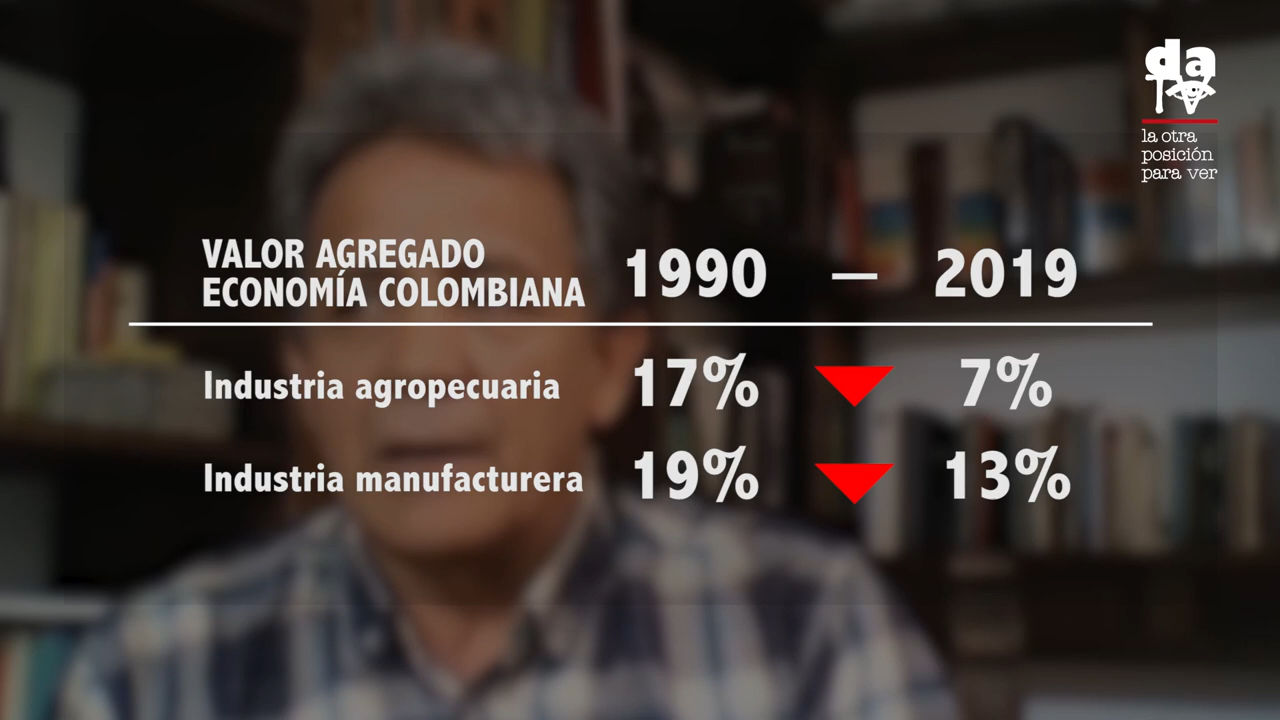 da
TV
la otra
posición
para ver
VALOR AGREGADO
ECONOMÍA COLOMBIANA 1990 – 2019
Industria agropecuaria 17% 7%
Industria manufacturera 19% 13%